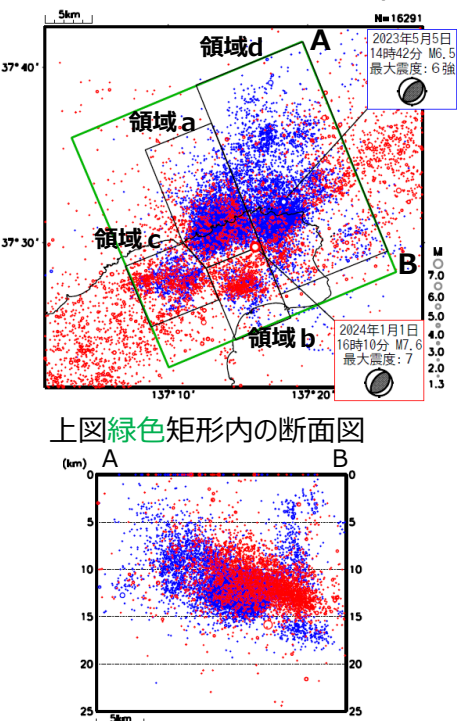 5km
N=16291
領域d
A
2023年5月5日
14時42分 M6.5
最大震度：6強
37°40′
領域a
37°30′
領域c
B
M
7.0
6.0
5.0
4.0
3.0
2.0
1.3
領域b
2024年1月1日
16時10分 M7.6
最大震度：7
137°10′
137°20′
上図緑色矩形内の断面図
(km)
A
B
0
0
5
5
10
10
15
15
20
20
25
25
5km